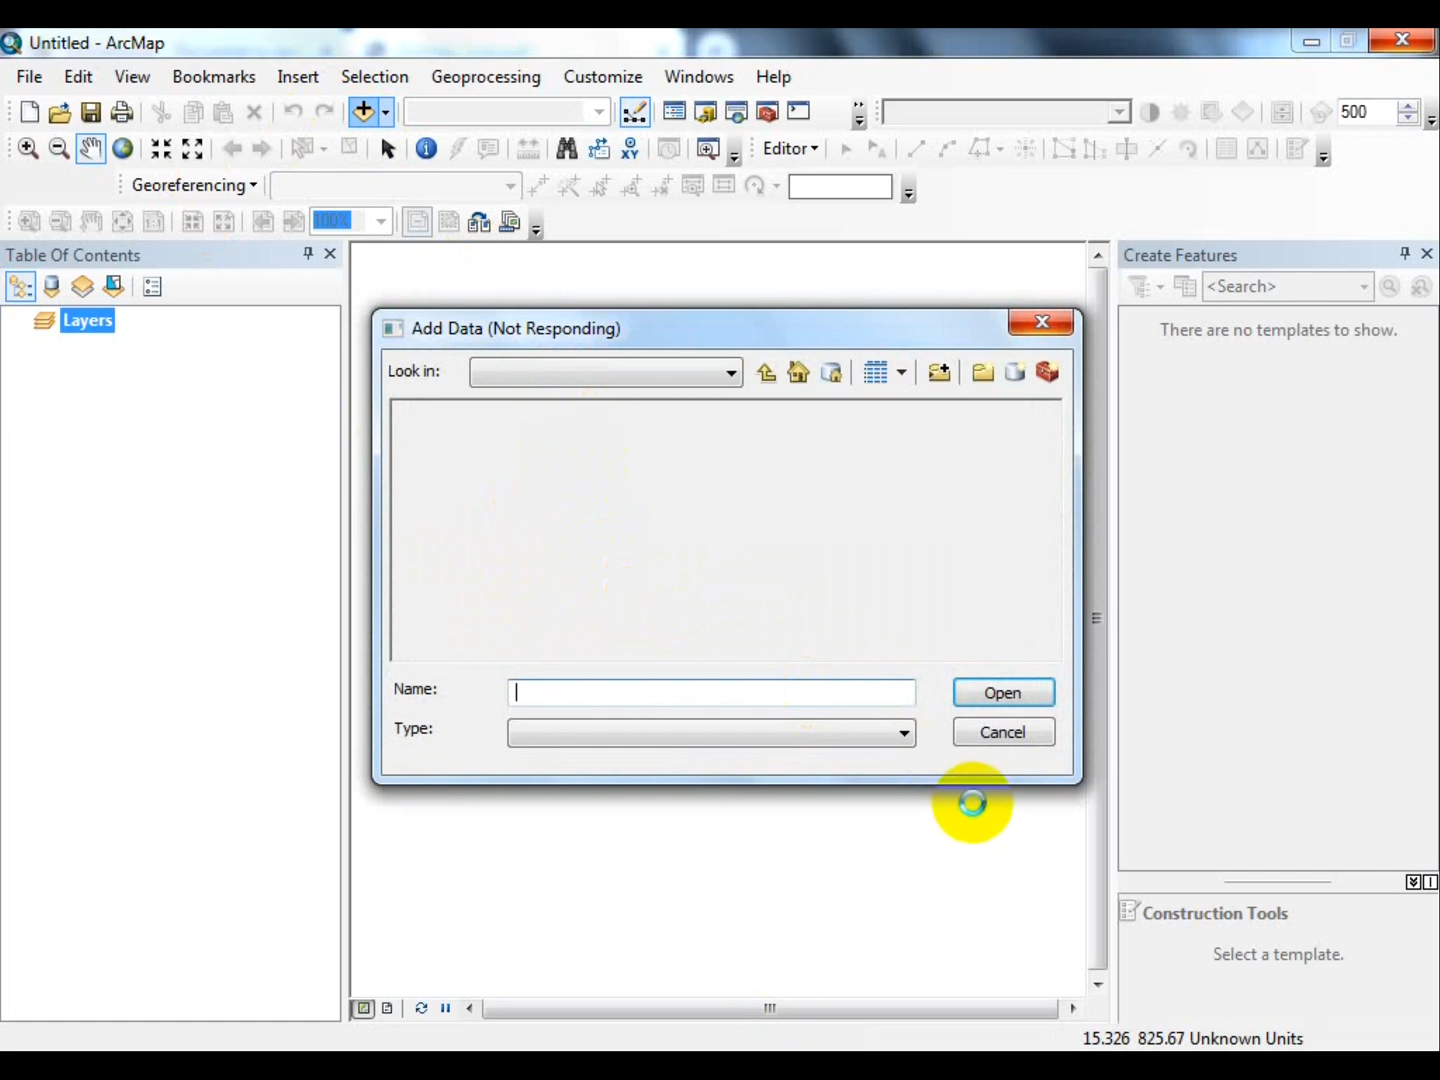 Untitled - ArcMap
File Edit View Bookmarks Insert Selection Geoprocessing Customize Windows Help
500
Editor
Georeferencing
100%
Table Of Contents
Create Features
<Search>
Layers
There are no templates to show.
Add Data (Not Responding)
Look in:
Name:
Open
Type:
Cancel
Construction Tools
Select a template.
15.326 825.67 Unknown Units